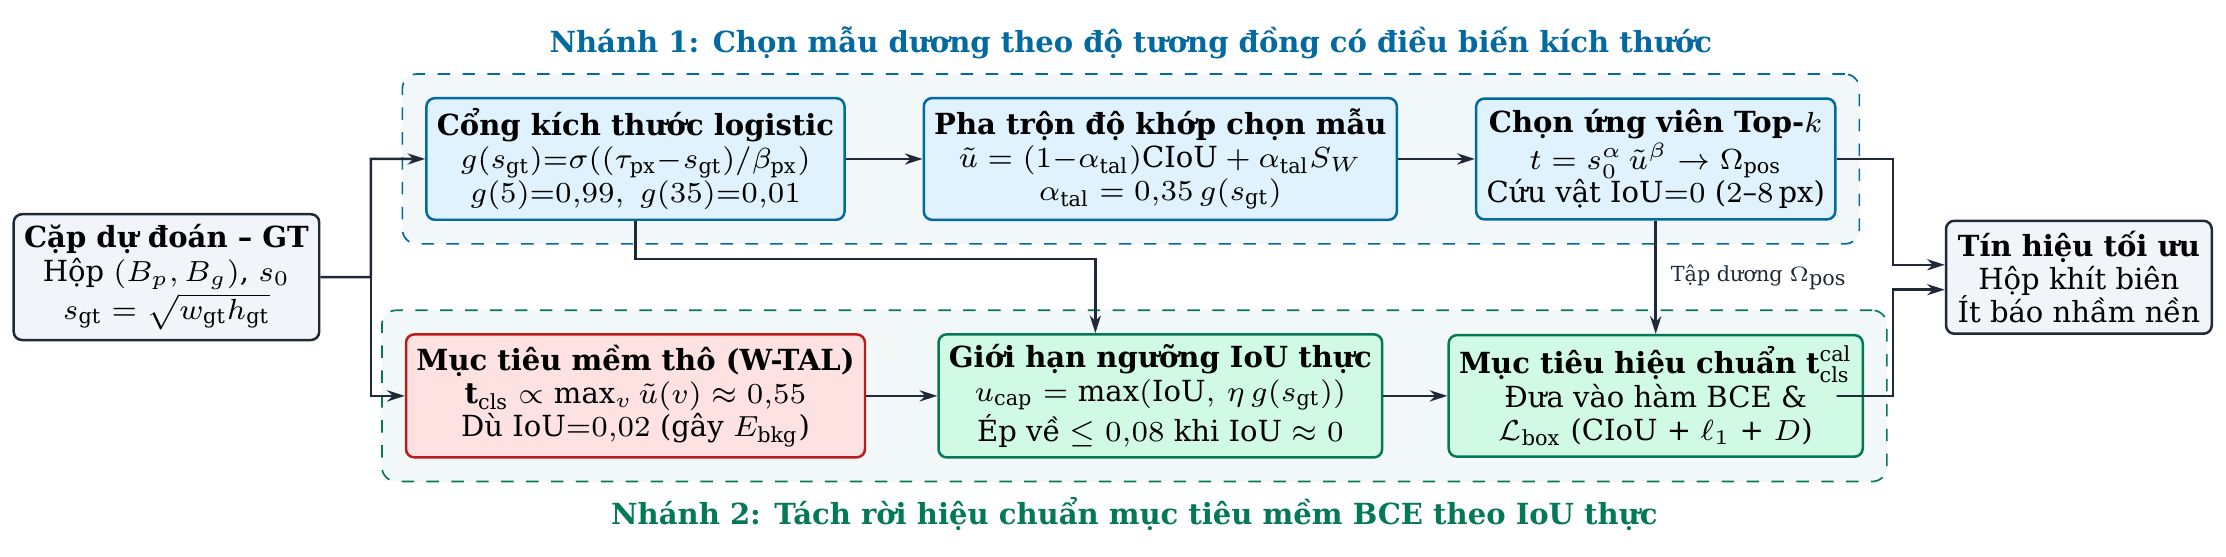 Nhánh 1: Chọn mẫu dương theo độ tương đồng có điều biến kích thước
Cổng kích thước logistic
g(s_gt)=σ((τ_px−s_gt)/β_px)
g(5)=0,99, g(35)=0,01
Pha trộn độ khớp chọn mẫu
ũ = (1−α_tal)CIoU + α_tal S_W
α_tal = 0,35 g(s_gt)
Chọn ứng viên Top-k
t = s_0^α ũ^β → Ω_pos
Cứu vật IoU=0 (2–8 px)
Cặp dự đoán – GT
Hộp (B_p, B_g), s_0
s_gt = √(w_gt h_gt)
Tập dương Ω_pos
Tín hiệu tối ưu
Hộp khít biên
Ít báo nhầm nền
Mục tiêu mềm thô (W-TAL)
t_cls ∝ max_v ũ(v) ≈ 0,55
Dù IoU=0,02 (gây E_bkg)
Giới hạn ngưỡng IoU thực
u_cap = max(IoU, η g(s_gt))
Ép về ≤ 0,08 khi IoU ≈ 0
Mục tiêu hiệu chuẩn t_cls^cal
Đưa vào hàm BCE &
ℒ_box (CIoU + ℓ_1 + D)
Nhánh 2: Tách rời hiệu chuẩn mục tiêu mềm BCE theo IoU thực